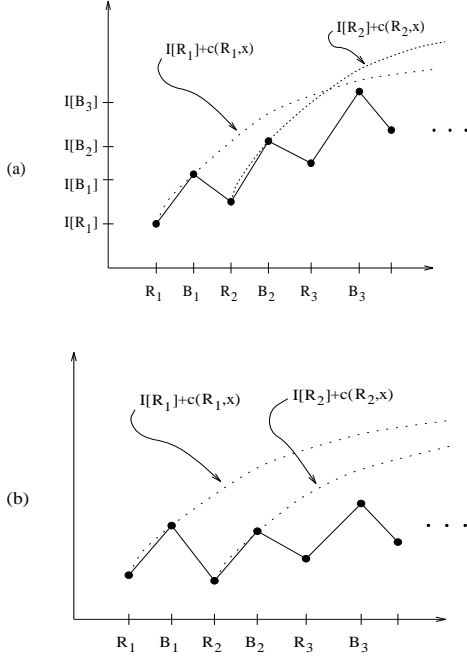 I[R₁]+c(R₁,x)
I[R₂]+c(R₂,x)
I[B₃]
I[B₂]
(a)
I[B₁]
I[R₁]
R₁ B₁ R₂ B₂ R₃ B₃
I[R₁]+c(R₁,x)
I[R₂]+c(R₂,x)
(b)
R₁ B₁ R₂ B₂ R₃ B₃